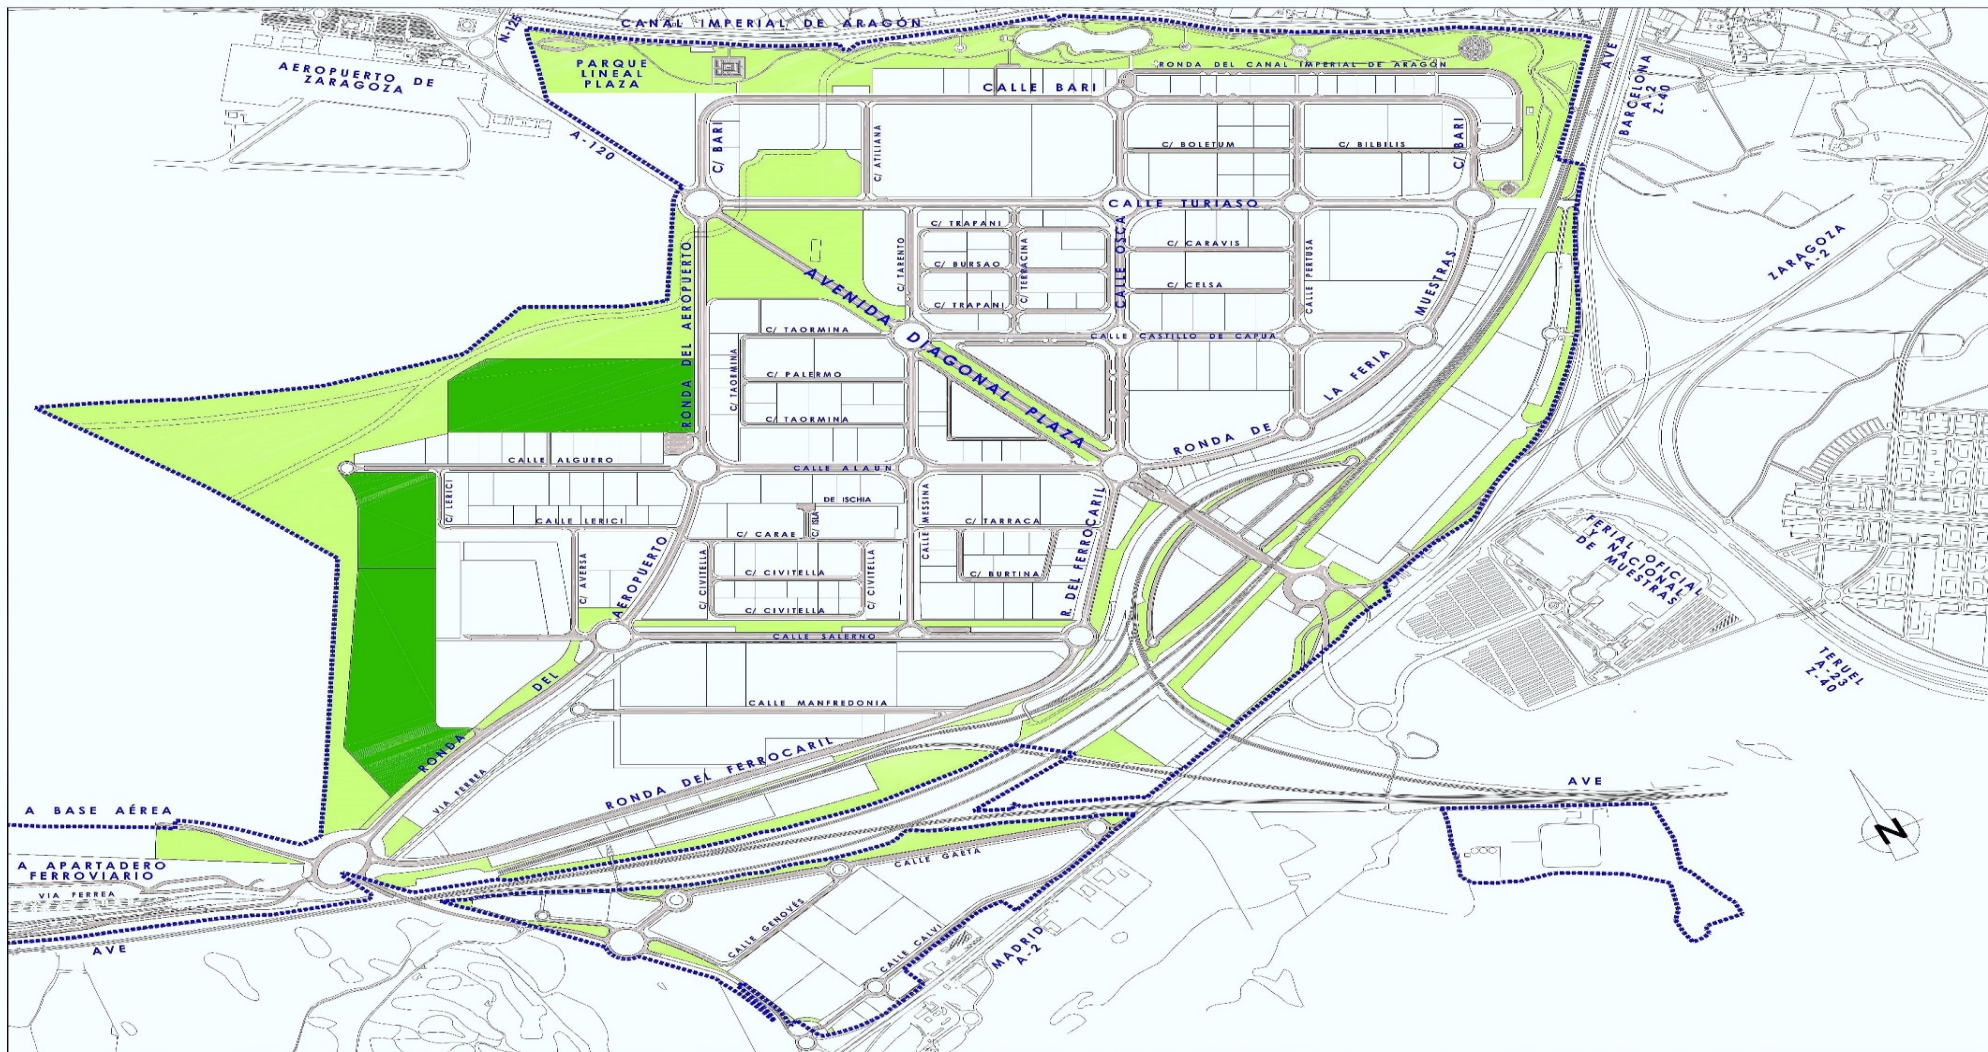 CANAL IMPERIAL DE ARAGÓN
N-125
AEROPUERTO DE
ZARAGOZA
PARQUE
LINEAL
PLAZA
A-120
CALLE BARI
RONDA DEL CANAL IMPERIAL DE ARAGÓN
AVE
BARCELONA
A-2
Z-40
C/ BARI
C/ ATILIANA
C/ BOLETUM
C/ BILBILIS
C/ BARI
CALLE TURIASO
C/ TRAPANI
C/ TARENTO
C/ BURSAO
C/ TERRACINA
C/ TRAPANI
CALLE OSCA
C/ CARAVIS
C/ CELSA
CALLE PERTUSA
ZARAGOZA
A-2
RONDA DEL AEROPUERTO
AVENIDA DIAGONAL PLAZA
CALLE CASTILLO DE CAPUA
RONDA DE LA FERIA MUESTRAS
C/ TAORMINA
C/ TAORMINA
C/ PALERMO
C/ TAORMINA
CALLE ALGUERO
CALLE ALAUN
C/ LERICI
CALLE LERICI
DE ISCHIA
C/ ISLA
C/ CARAE
CALLE MESSINA
C/ TARRACA
C/ AVERSA
C/ CIVITELLA
C/ CIVITELLA
C/ CIVITELLA
C/ CIVITELLA
C/ BURTINA
R. DEL FERROCARIL
FERIAL OFICIAL
Y NACIONAL
DE MUESTRAS
CALLE SALERNO
RONDA DEL AEROPUERTO
TERUEL
A-23
Z-40
CALLE MANFREDONIA
RONDA DEL FERROCARIL
VIA FERREA
AVE
A BASE AÉREA
N
A APARTADERO
FERROVIARIO
VIA FERREA
CALLE GAETA
CALLE GENOVÉS
CALLE CALVI
AVE
MADRID
A-2